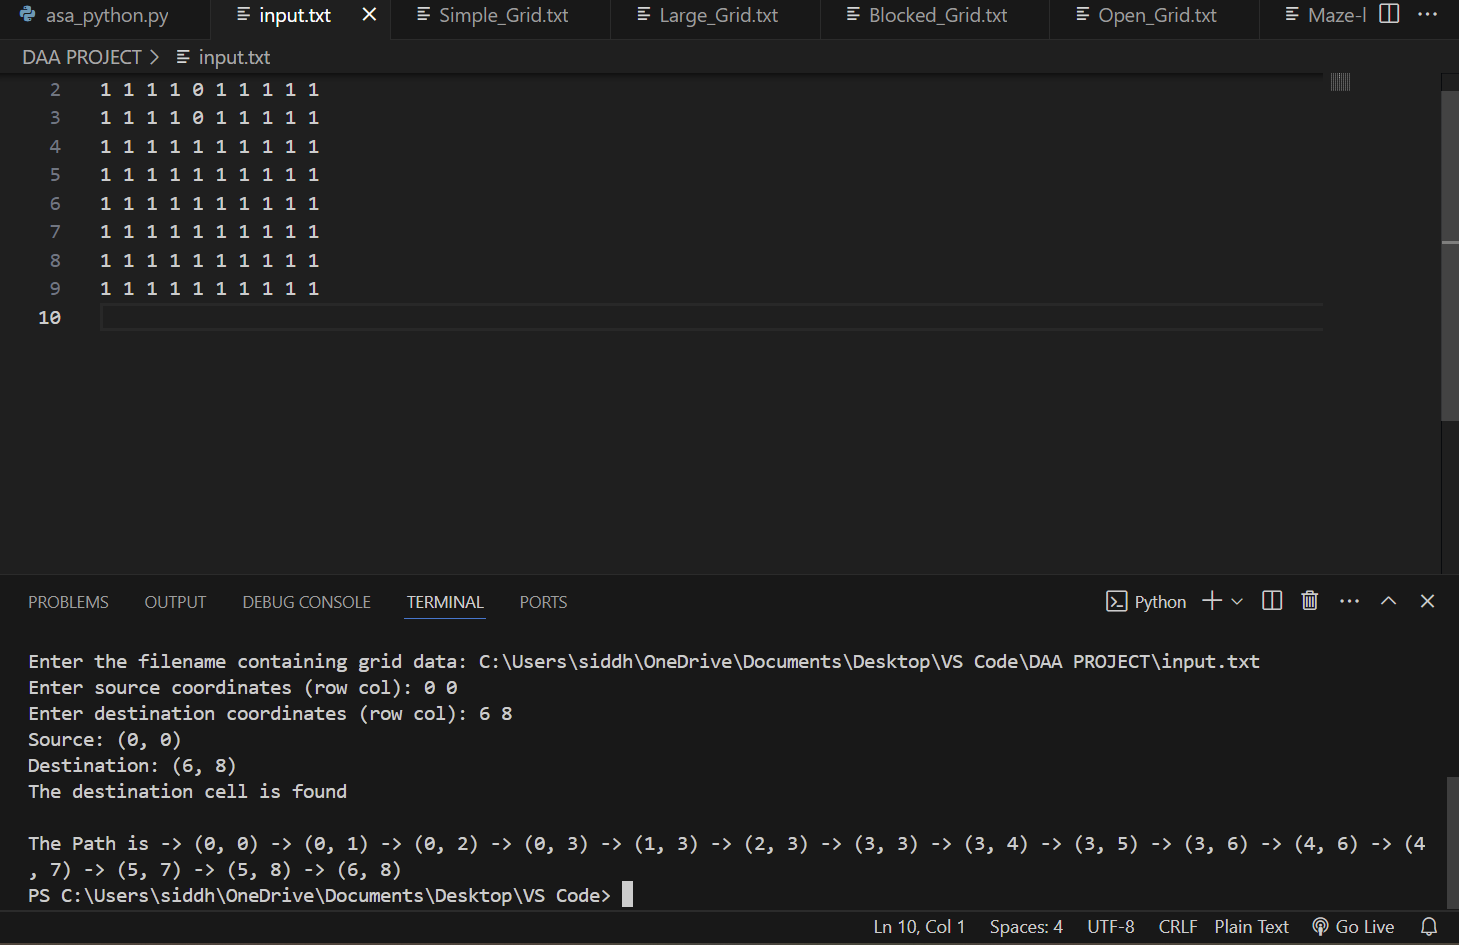 asa_python.py input.txt Simple_Grid.txt Large_Grid.txt Blocked_Grid.txt Open_Grid.txt Maze-l
DAA PROJECT > input.txt
2 1 1 1 1 0 1 1 1 1 1
3 1 1 1 1 0 1 1 1 1 1
4 1 1 1 1 1 1 1 1 1 1
5 1 1 1 1 1 1 1 1 1 1
6 1 1 1 1 1 1 1 1 1 1
7 1 1 1 1 1 1 1 1 1 1
8 1 1 1 1 1 1 1 1 1 1
9 1 1 1 1 1 1 1 1 1 1
10
PROBLEMS OUTPUT DEBUG CONSOLE TERMINAL PORTS Python
Enter the filename containing grid data: C:\Users\siddh\OneDrive\Documents\Desktop\VS Code\DAA PROJECT\input.txt
Enter source coordinates (row col): 0 0
Enter destination coordinates (row col): 6 8
Source: (0, 0)
Destination: (6, 8)
The destination cell is found
The Path is -> (0, 0) -> (0, 1) -> (0, 2) -> (0, 3) -> (1, 3) -> (2, 3) -> (3, 3) -> (3, 4) -> (3, 5) -> (3, 6) -> (4, 6) -> (4
, 7) -> (5, 7) -> (5, 8) -> (6, 8)
PS C:\Users\siddh\OneDrive\Documents\Desktop\VS Code>
Ln 10, Col 1 Spaces: 4 UTF-8 CRLF Plain Text Go Live